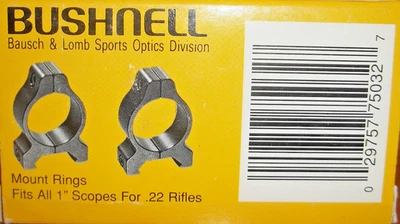 BUSHNELL
Bausch & Lomb Sports Optics Division
Mount Rings
Fits All 1" Scopes For .22 Rifles
0 29757 75032 7